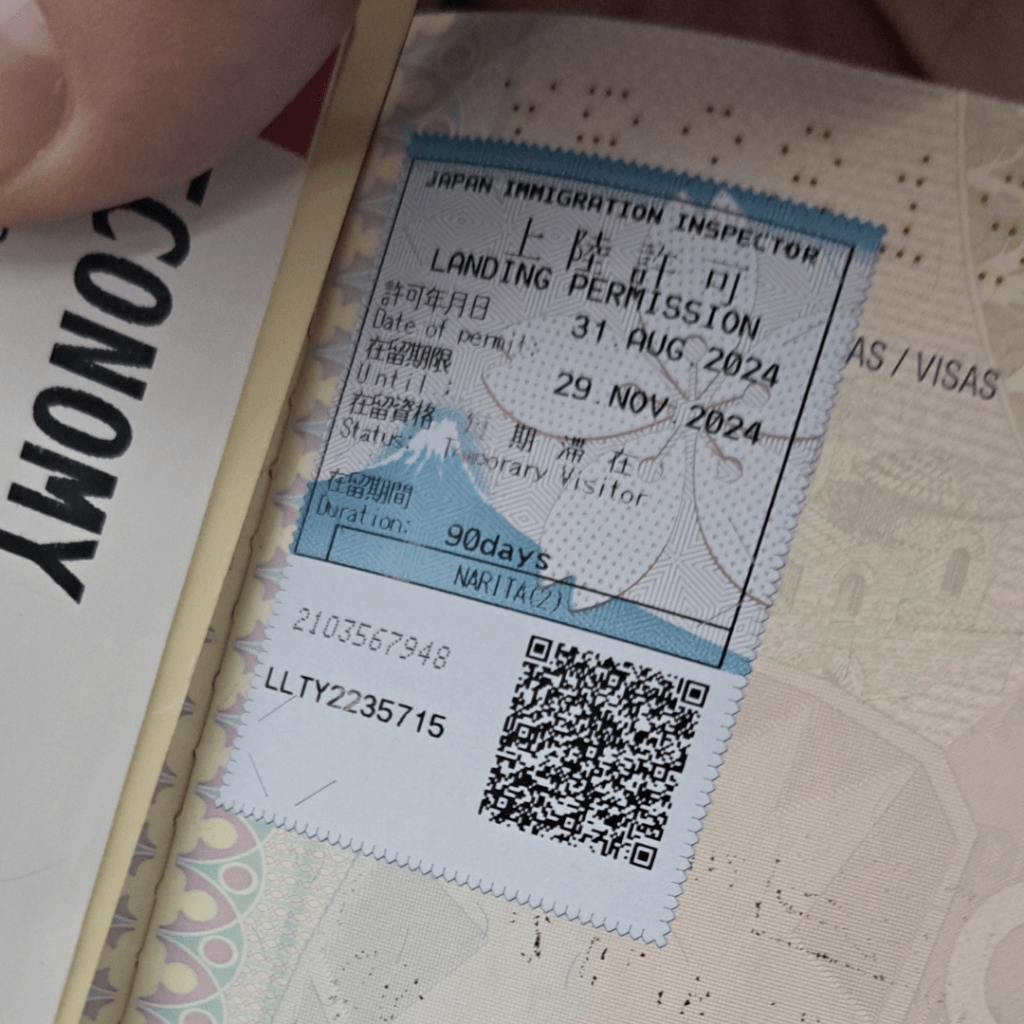 ECONOMY
JAPAN IMMIGRATION INSPECTOR
上陸許可
LANDING PERMISSION
許可年月日
Date of permit: 31 AUG 2024
在留期限
Until: 29 NOV 2024
在留資格 短期滞在
Status: Temporary Visitor
在留期間
Duration: 90days
NARITA(2)
2103567948
LLTY2235715
AS / VISAS